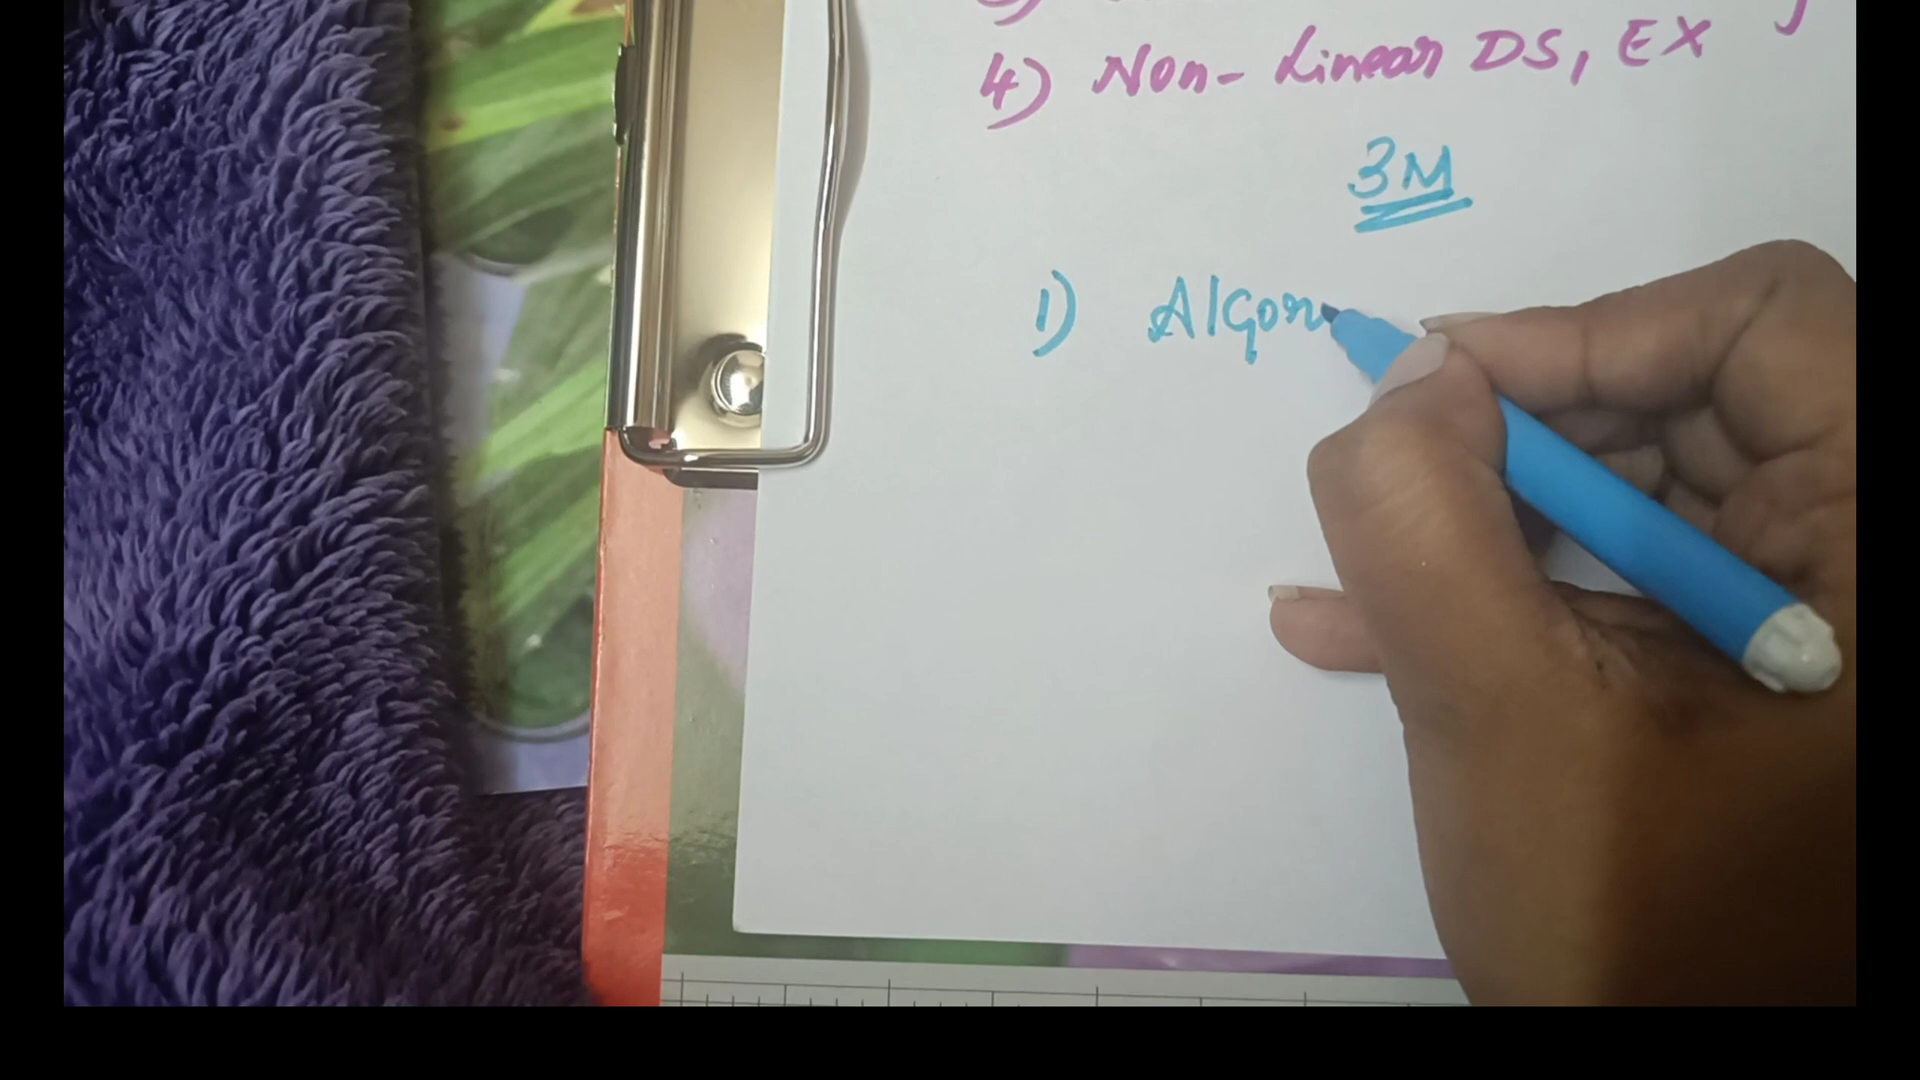 4) Non-Linear DS, EX
3M
1) Algor